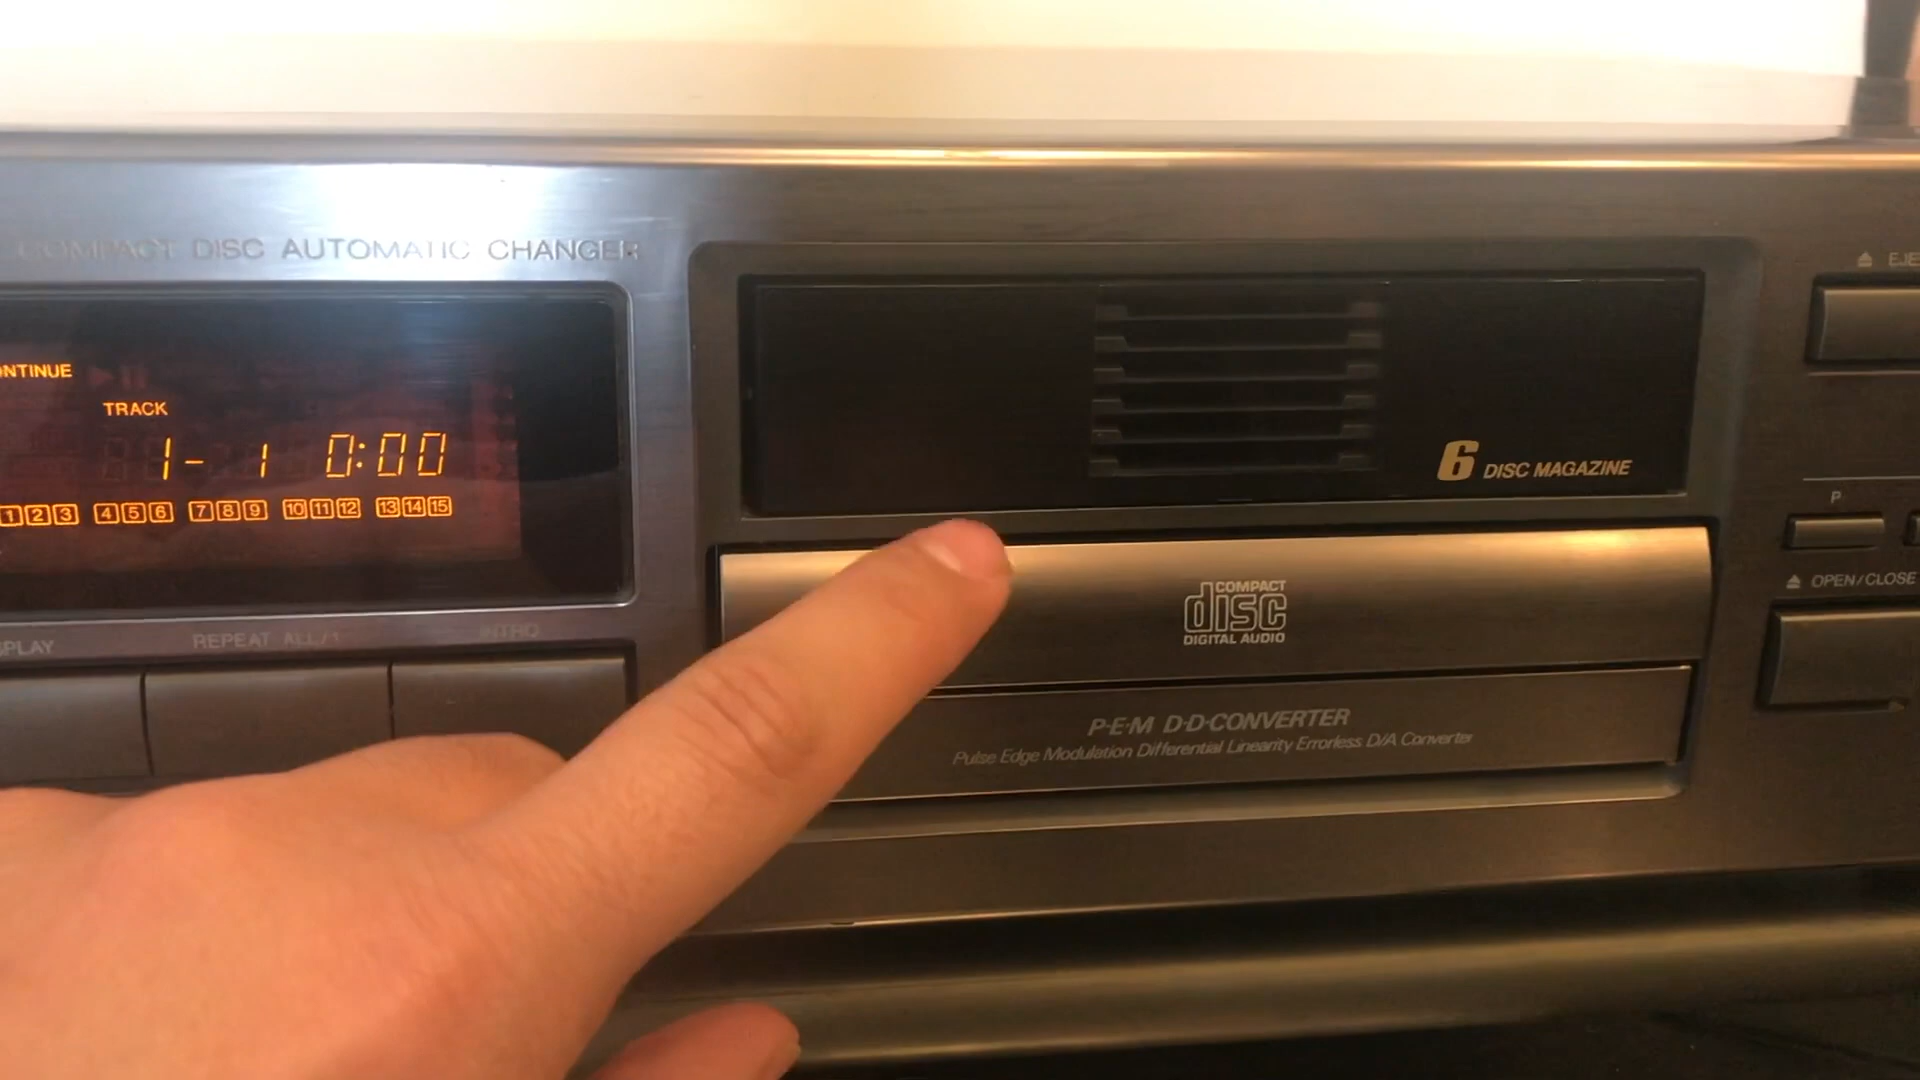 COMPACT DISC AUTOMATIC CHANGER
ONTINUE
TRACK
1- 1 0:00
1 2 3 4 5 6 7 8 9 10 11 12 13 14 15
PLAY REPEAT ALL/1 INTRO
6 DISC MAGAZINE
COMPACT
disc
DIGITAL AUDIO
P·E·M D·D·CONVERTER
Pulse Edge Modulation Differential Linearity Errorless D/A Converter
EJE
P
OPEN/CLOSE